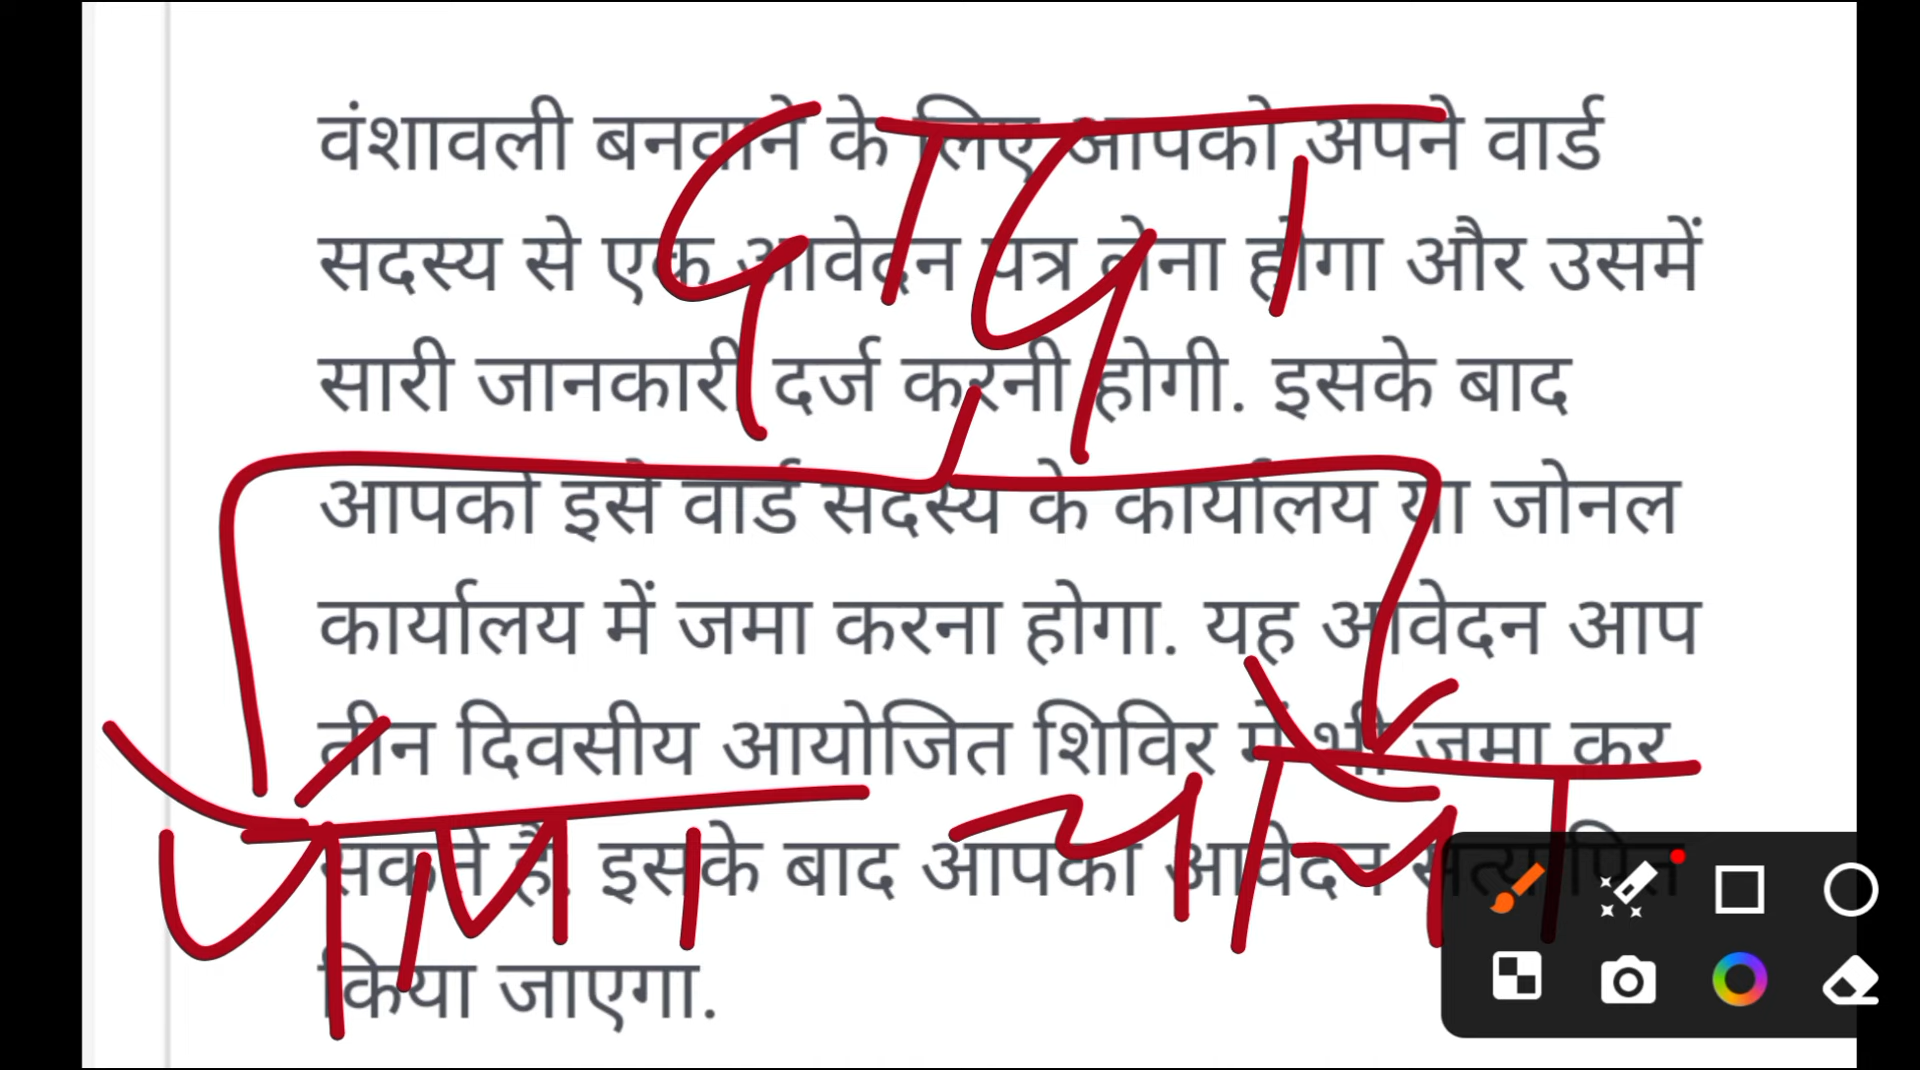 वंशावली बनवाने के लिए आपको अपने वार्ड
सदस्य से एक आवेदन पत्र लेना होगा और उसमें
सारी जानकारी दर्ज करनी होगी. इसके बाद
आपको इसे वार्ड सदस्य के कार्यालय या जोनल
कार्यालय में जमा करना होगा. यह आवेदन आप
तीन दिवसीय आयोजित शिविर में भी जमा कर
सकते हैं. इसके बाद आपका आवेदन सत्यापित
किया जाएगा.
दादा
पापा
चाचा